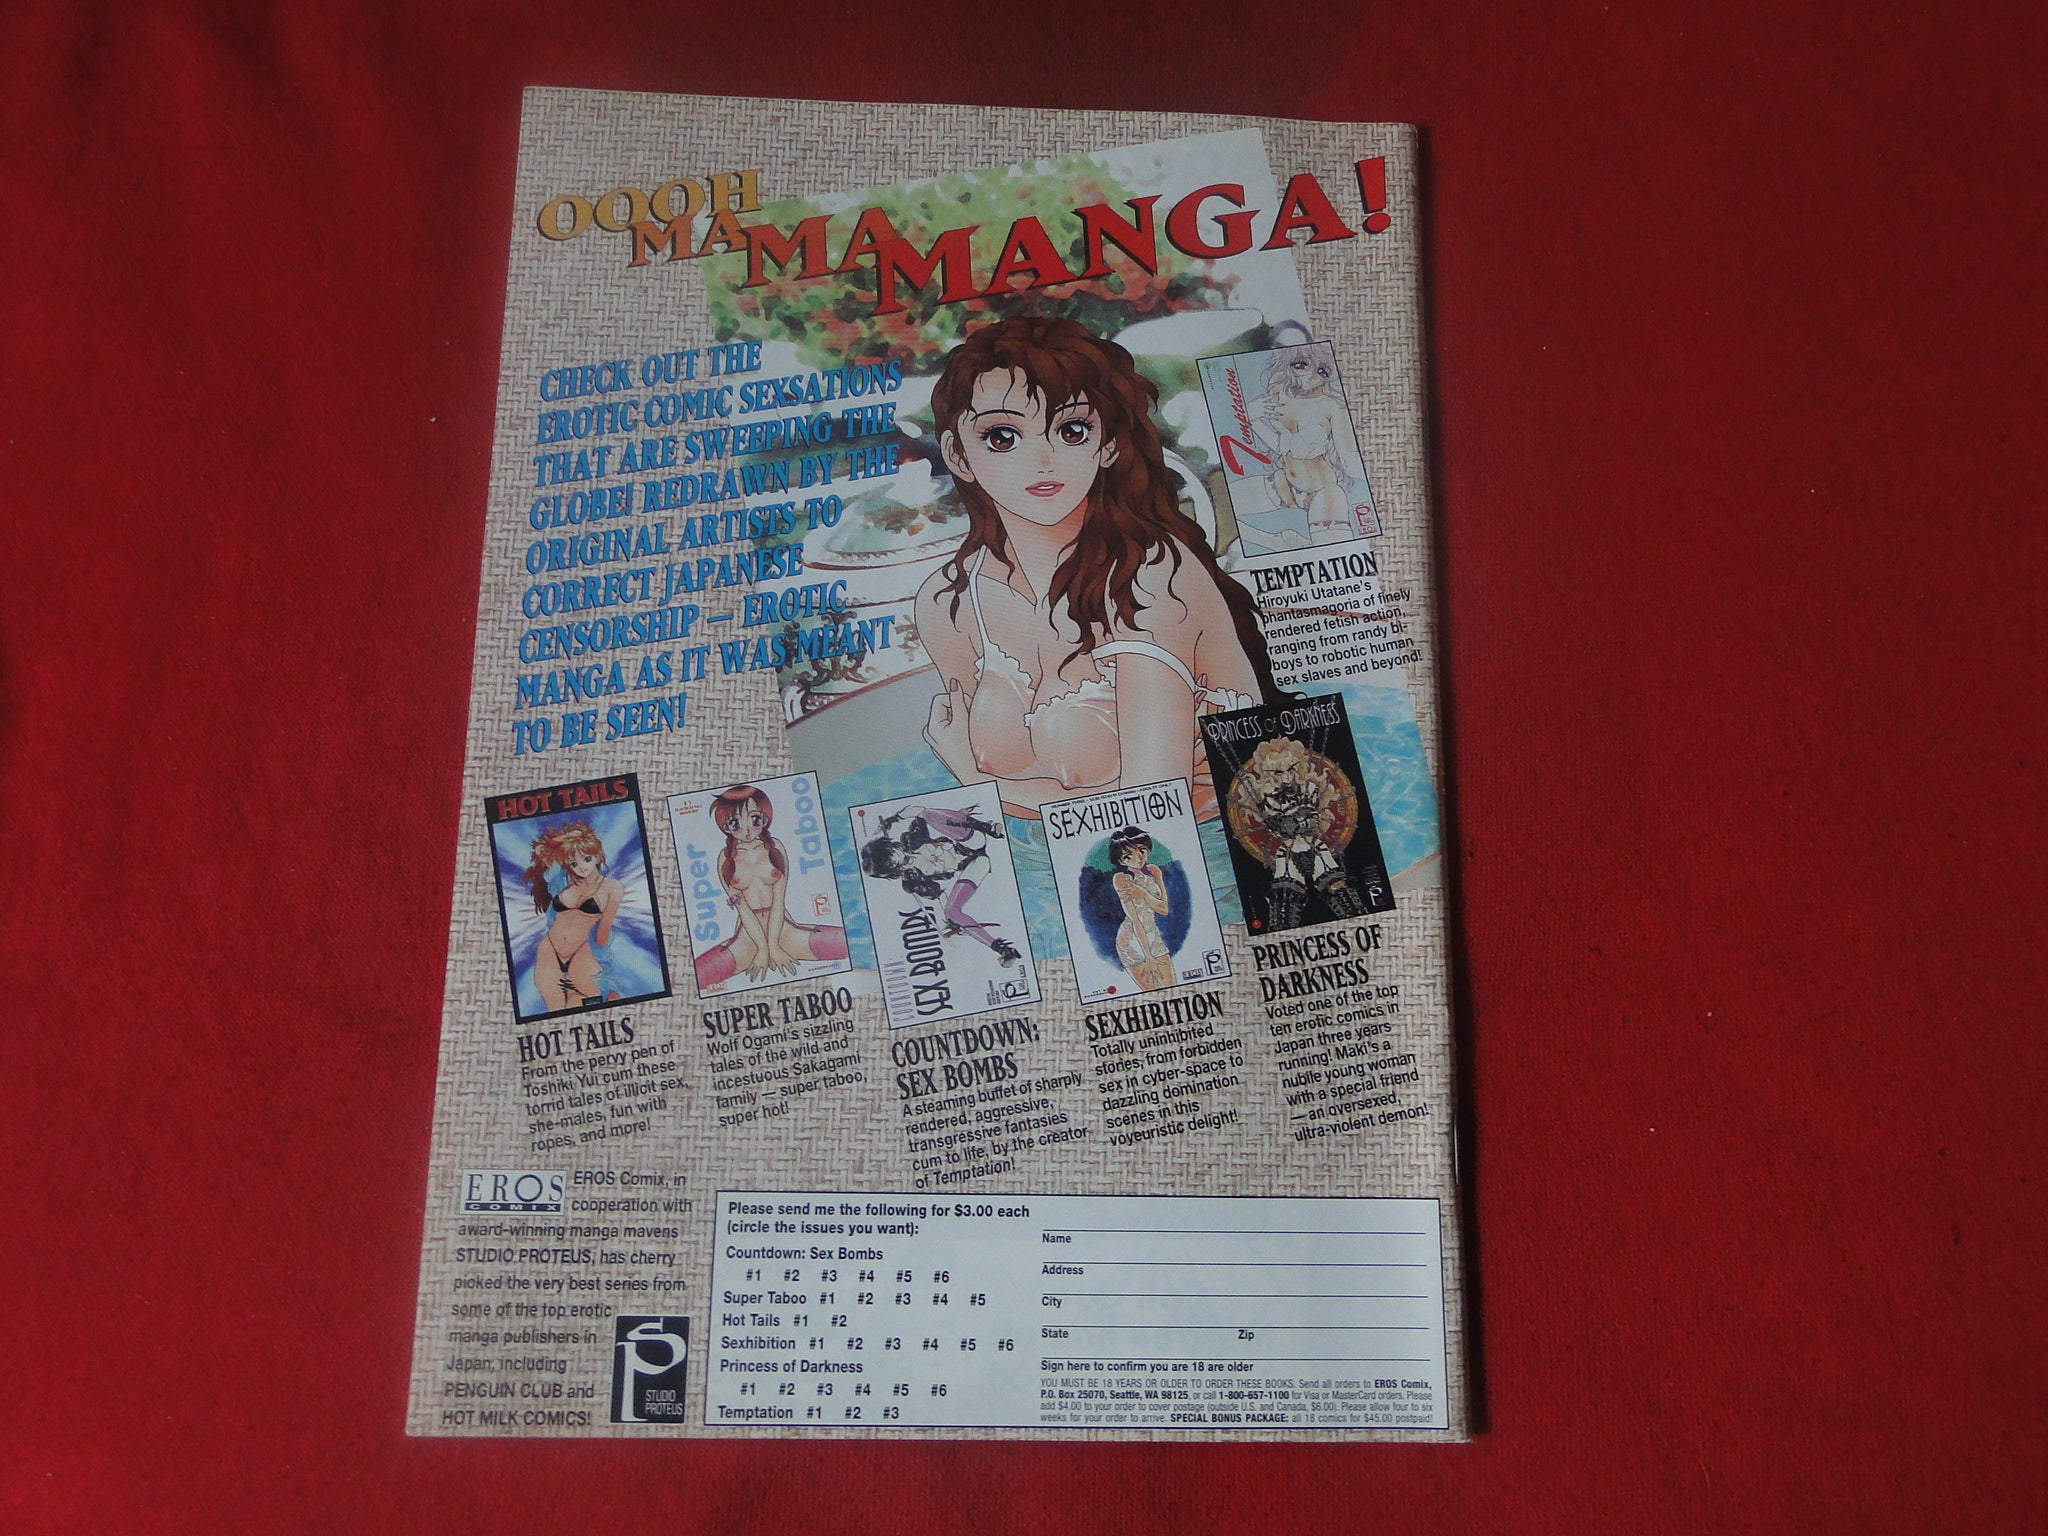 OOOH
MAMAMANGA!
CHECK OUT THE
EROTIC COMIC SEXSATIONS
THAT ARE SWEEPING THE
GLOBE! REDRAWN BY THE
ORIGINAL ARTISTS TO
CORRECT JAPANESE
CENSORSHIP — EROTIC
MANGA AS IT WAS MEANT
TO BE SEEN!
Temptation
EROS
TEMPTATION
Hiroyuki Utatane's
phantasmagoria of finely
rendered fetish action,
ranging from randy bi-
boys to robotic human
sex slaves and beyond!
PRINCESS OF DARKNESS
PRINCESS OF
DARKNESS
Voted one of the top
ten erotic comics in
Japan three years
running! Maki's a
nubile young woman
with a special friend
— an oversexed,
ultra-violent demon!
HOT TAILS
HOT TAILS
From the pervy pen of
Toshiki Yui cum these
torrid tales of illicit sex,
she-males, fun with
ropes, and more!
Super
Taboo
SUPER TABOO
Wolf Ogami's sizzling
tales of the wild and
incestuous Sakagami
family — super taboo,
super hot!
COUNTDOWN
SEX BOMBS
COUNTDOWN:
SEX BOMBS
A steaming buffet of sharply
rendered, aggressive,
transgressive fantasies
cum to life, by the creator
of Temptation!
SEXHIBITION
SEXHIBITION
Totally uninhibited
stories, from forbidden
sex in cyber-space to
dazzling domination
scenes in this
voyeuristic delight!
EROS
COMIX
EROS Comix, in
cooperation with
award-winning manga mavens
STUDIO PROTEUS, has cherry
picked the very best series from
some of the top erotic
manga publishers in
Japan, including
PENGUIN CLUB and
HOT MILK COMICS!
STUDIO
PROTEUS
Please send me the following for $3.00 each
(circle the issues you want):
Countdown: Sex Bombs
#1 #2 #3 #4 #5 #6
Super Taboo #1 #2 #3 #4 #5
Hot Tails #1 #2
Sexhibition #1 #2 #3 #4 #5 #6
Princess of Darkness
#1 #2 #3 #4 #5 #6
Temptation #1 #2 #3
Name
Address
City
State Zip
Sign here to confirm you are 18 are older
YOU MUST BE 18 YEARS OR OLDER TO ORDER THESE BOOKS. Send all orders to EROS Comix,
P.O. Box 25070, Seattle, WA 98125, or call 1-800-657-1100 for Visa or MasterCard orders. Please
add $4.00 to your order to cover postage (outside U.S. and Canada, $6.00). Please allow four to six
weeks for your order to arrive. SPECIAL BONUS PACKAGE: all 18 comics for $45.00 postpaid!